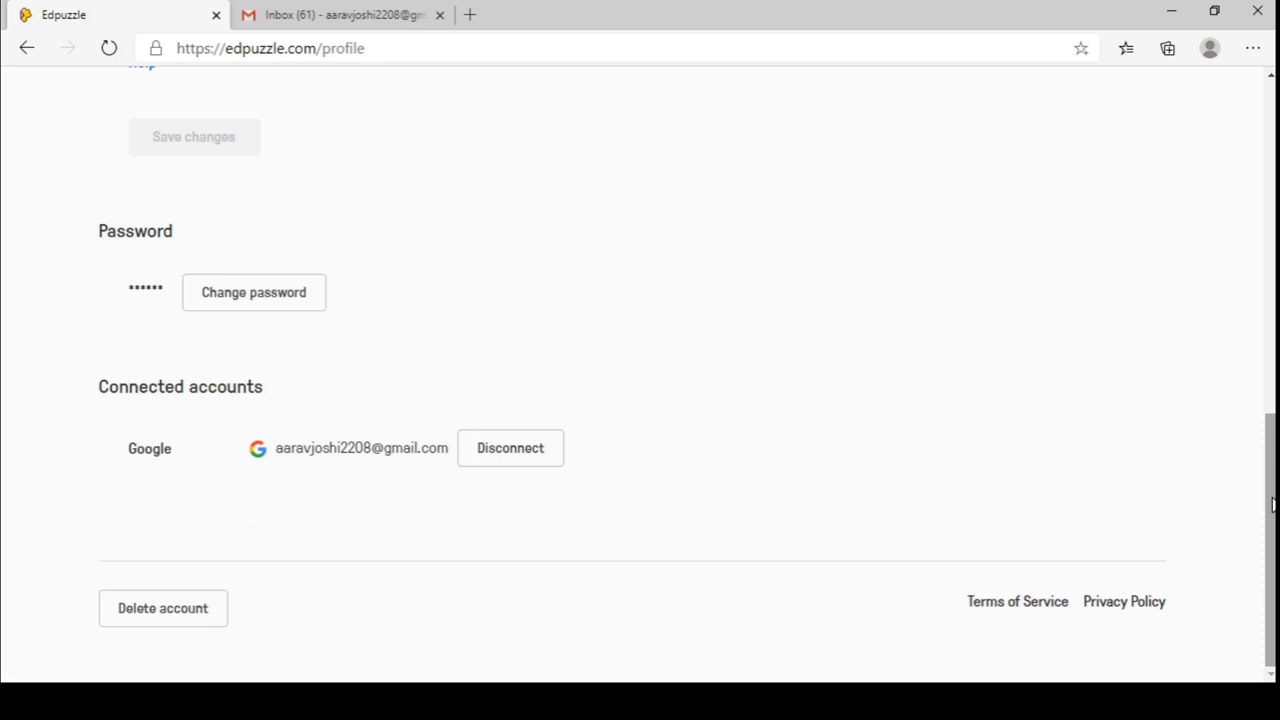 Edpuzzle
Inbox (61) - aaravjoshi2208@gm
https://edpuzzle.com/profile
Help
Save changes
Password
•••••• Change password
Connected accounts
Google aaravjoshi2208@gmail.com Disconnect
Delete account
Terms of Service Privacy Policy